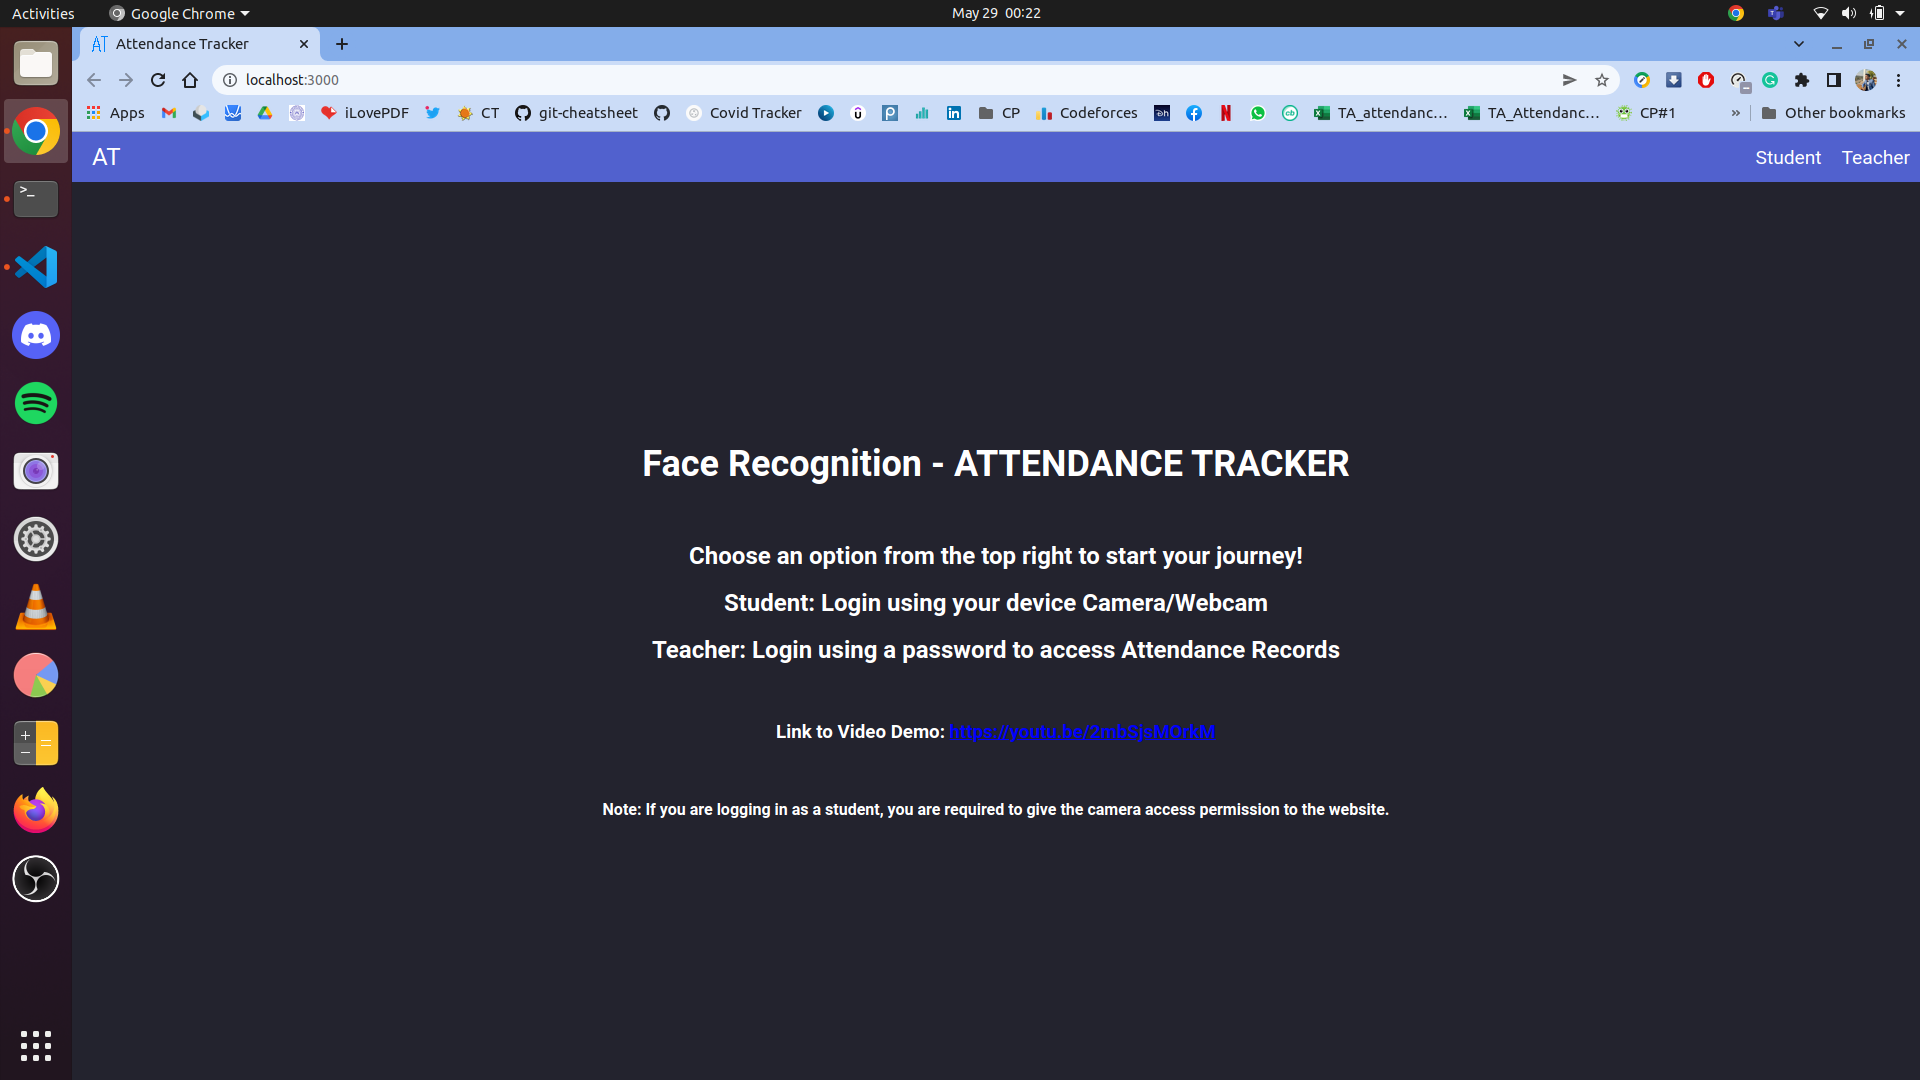 Activities Google Chrome May 29 00:22
AT Attendance Tracker
localhost:3000
Apps iLovePDF CT git-cheatsheet Covid Tracker CP Codeforces TA_attendanc... TA_Attendanc... CP#1 » Other bookmarks
AT Student Teacher
Face Recognition - ATTENDANCE TRACKER
Choose an option from the top right to start your journey!
Student: Login using your device Camera/Webcam
Teacher: Login using a password to access Attendance Records
Link to Video Demo: https://youtu.be/2mbSjsMOrkM
Note: If you are logging in as a student, you are required to give the camera access permission to the website.